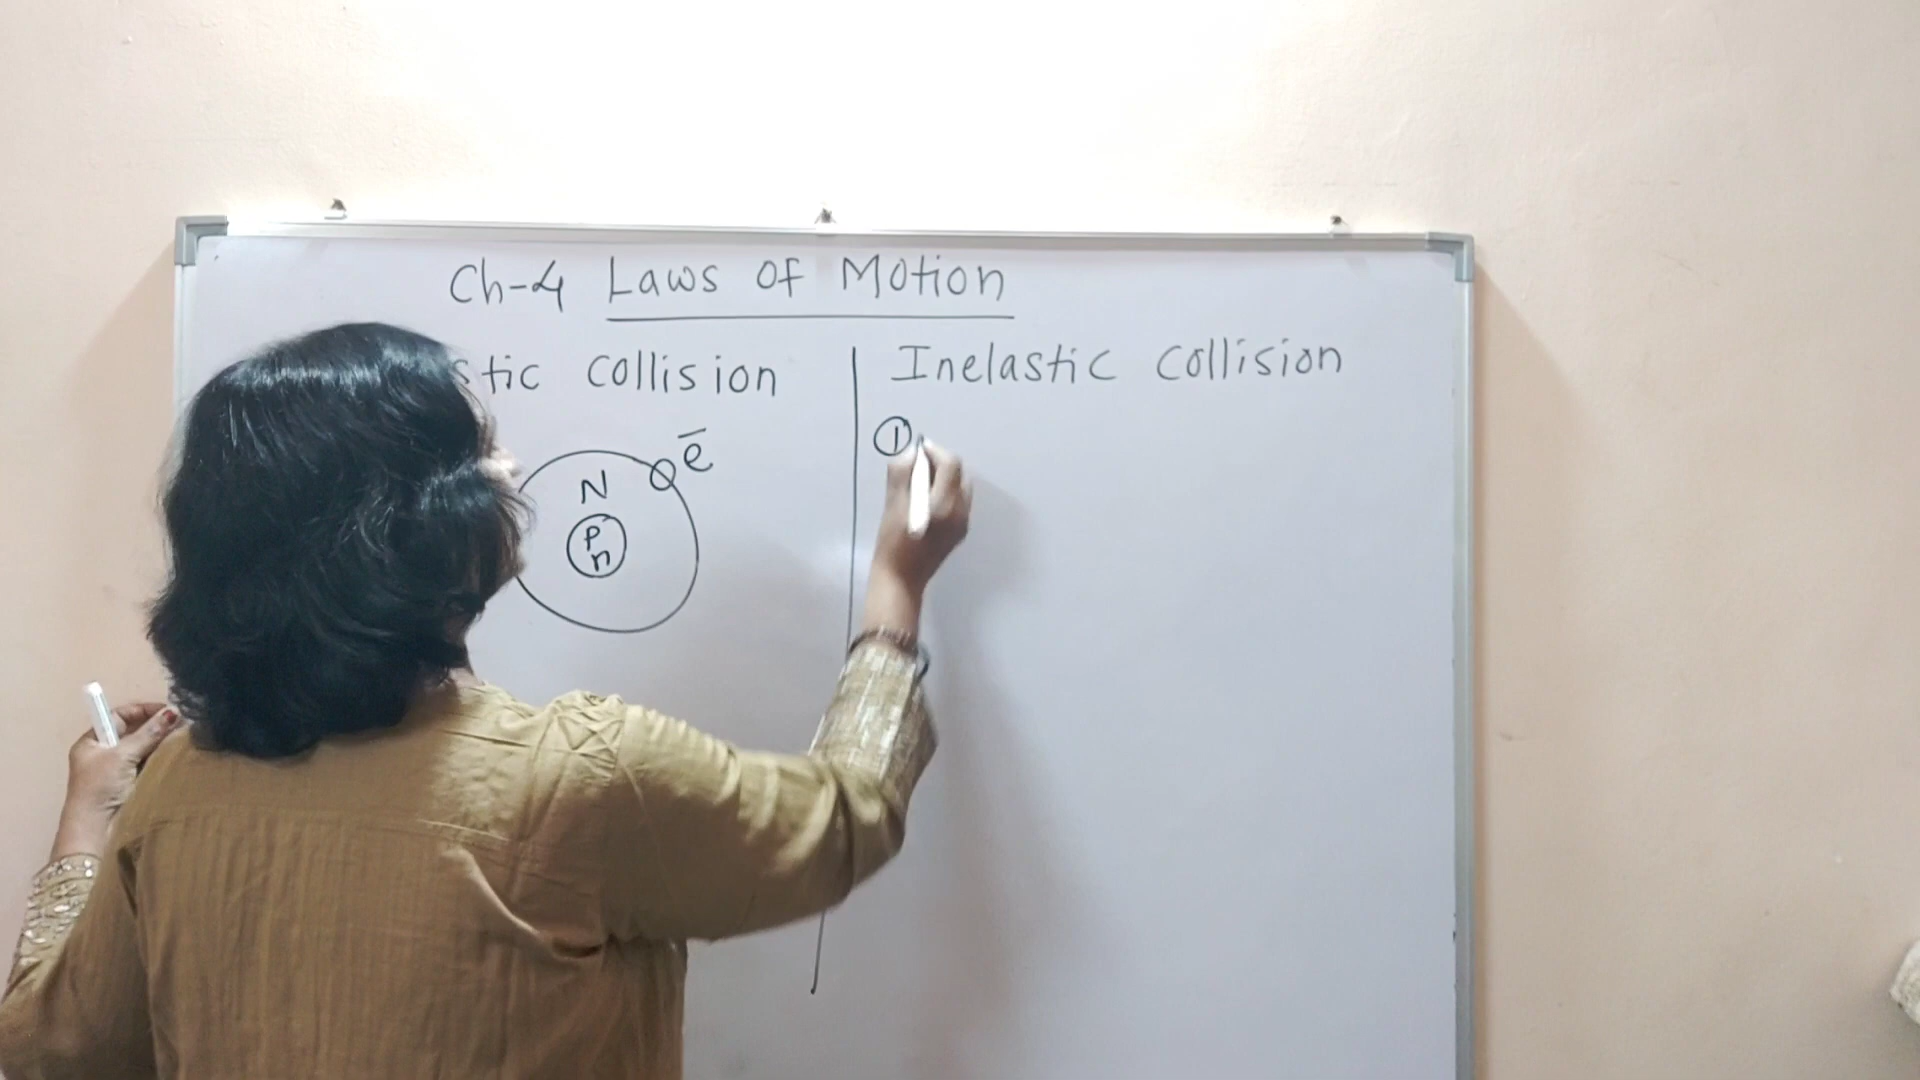 Ch-4 Laws of Motion
stic collision
Inelastic collision
①
e̅
N
P
n